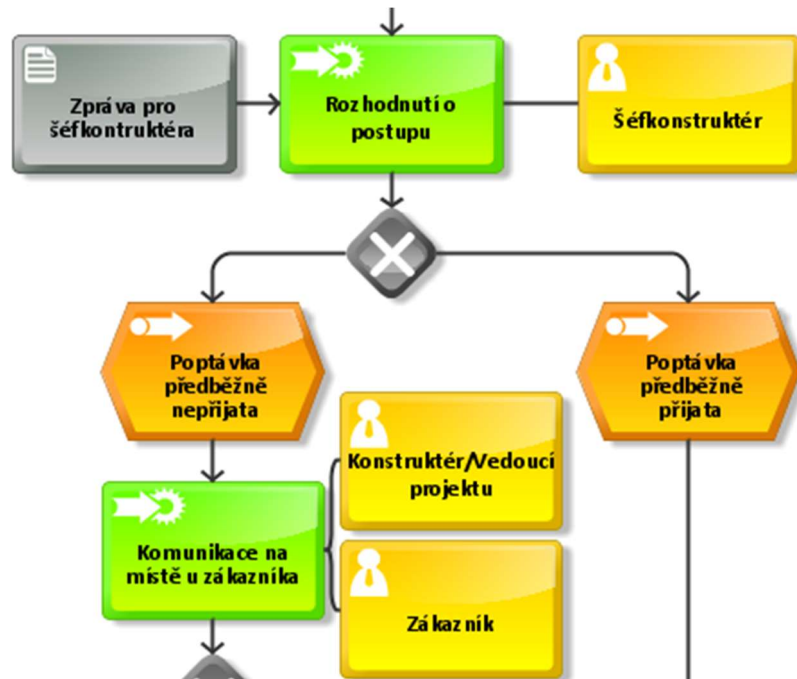 Zpráva pro
šéfkontruktéra
Rozhodnutí o
postupu
Šéfkonstruktér
Poptávka
předběžně
nepřijata
Poptávka
předběžně
přijata
Konstruktér/Vedoucí
projektu
Komunikace na
místě u zákazníka
Zákazník